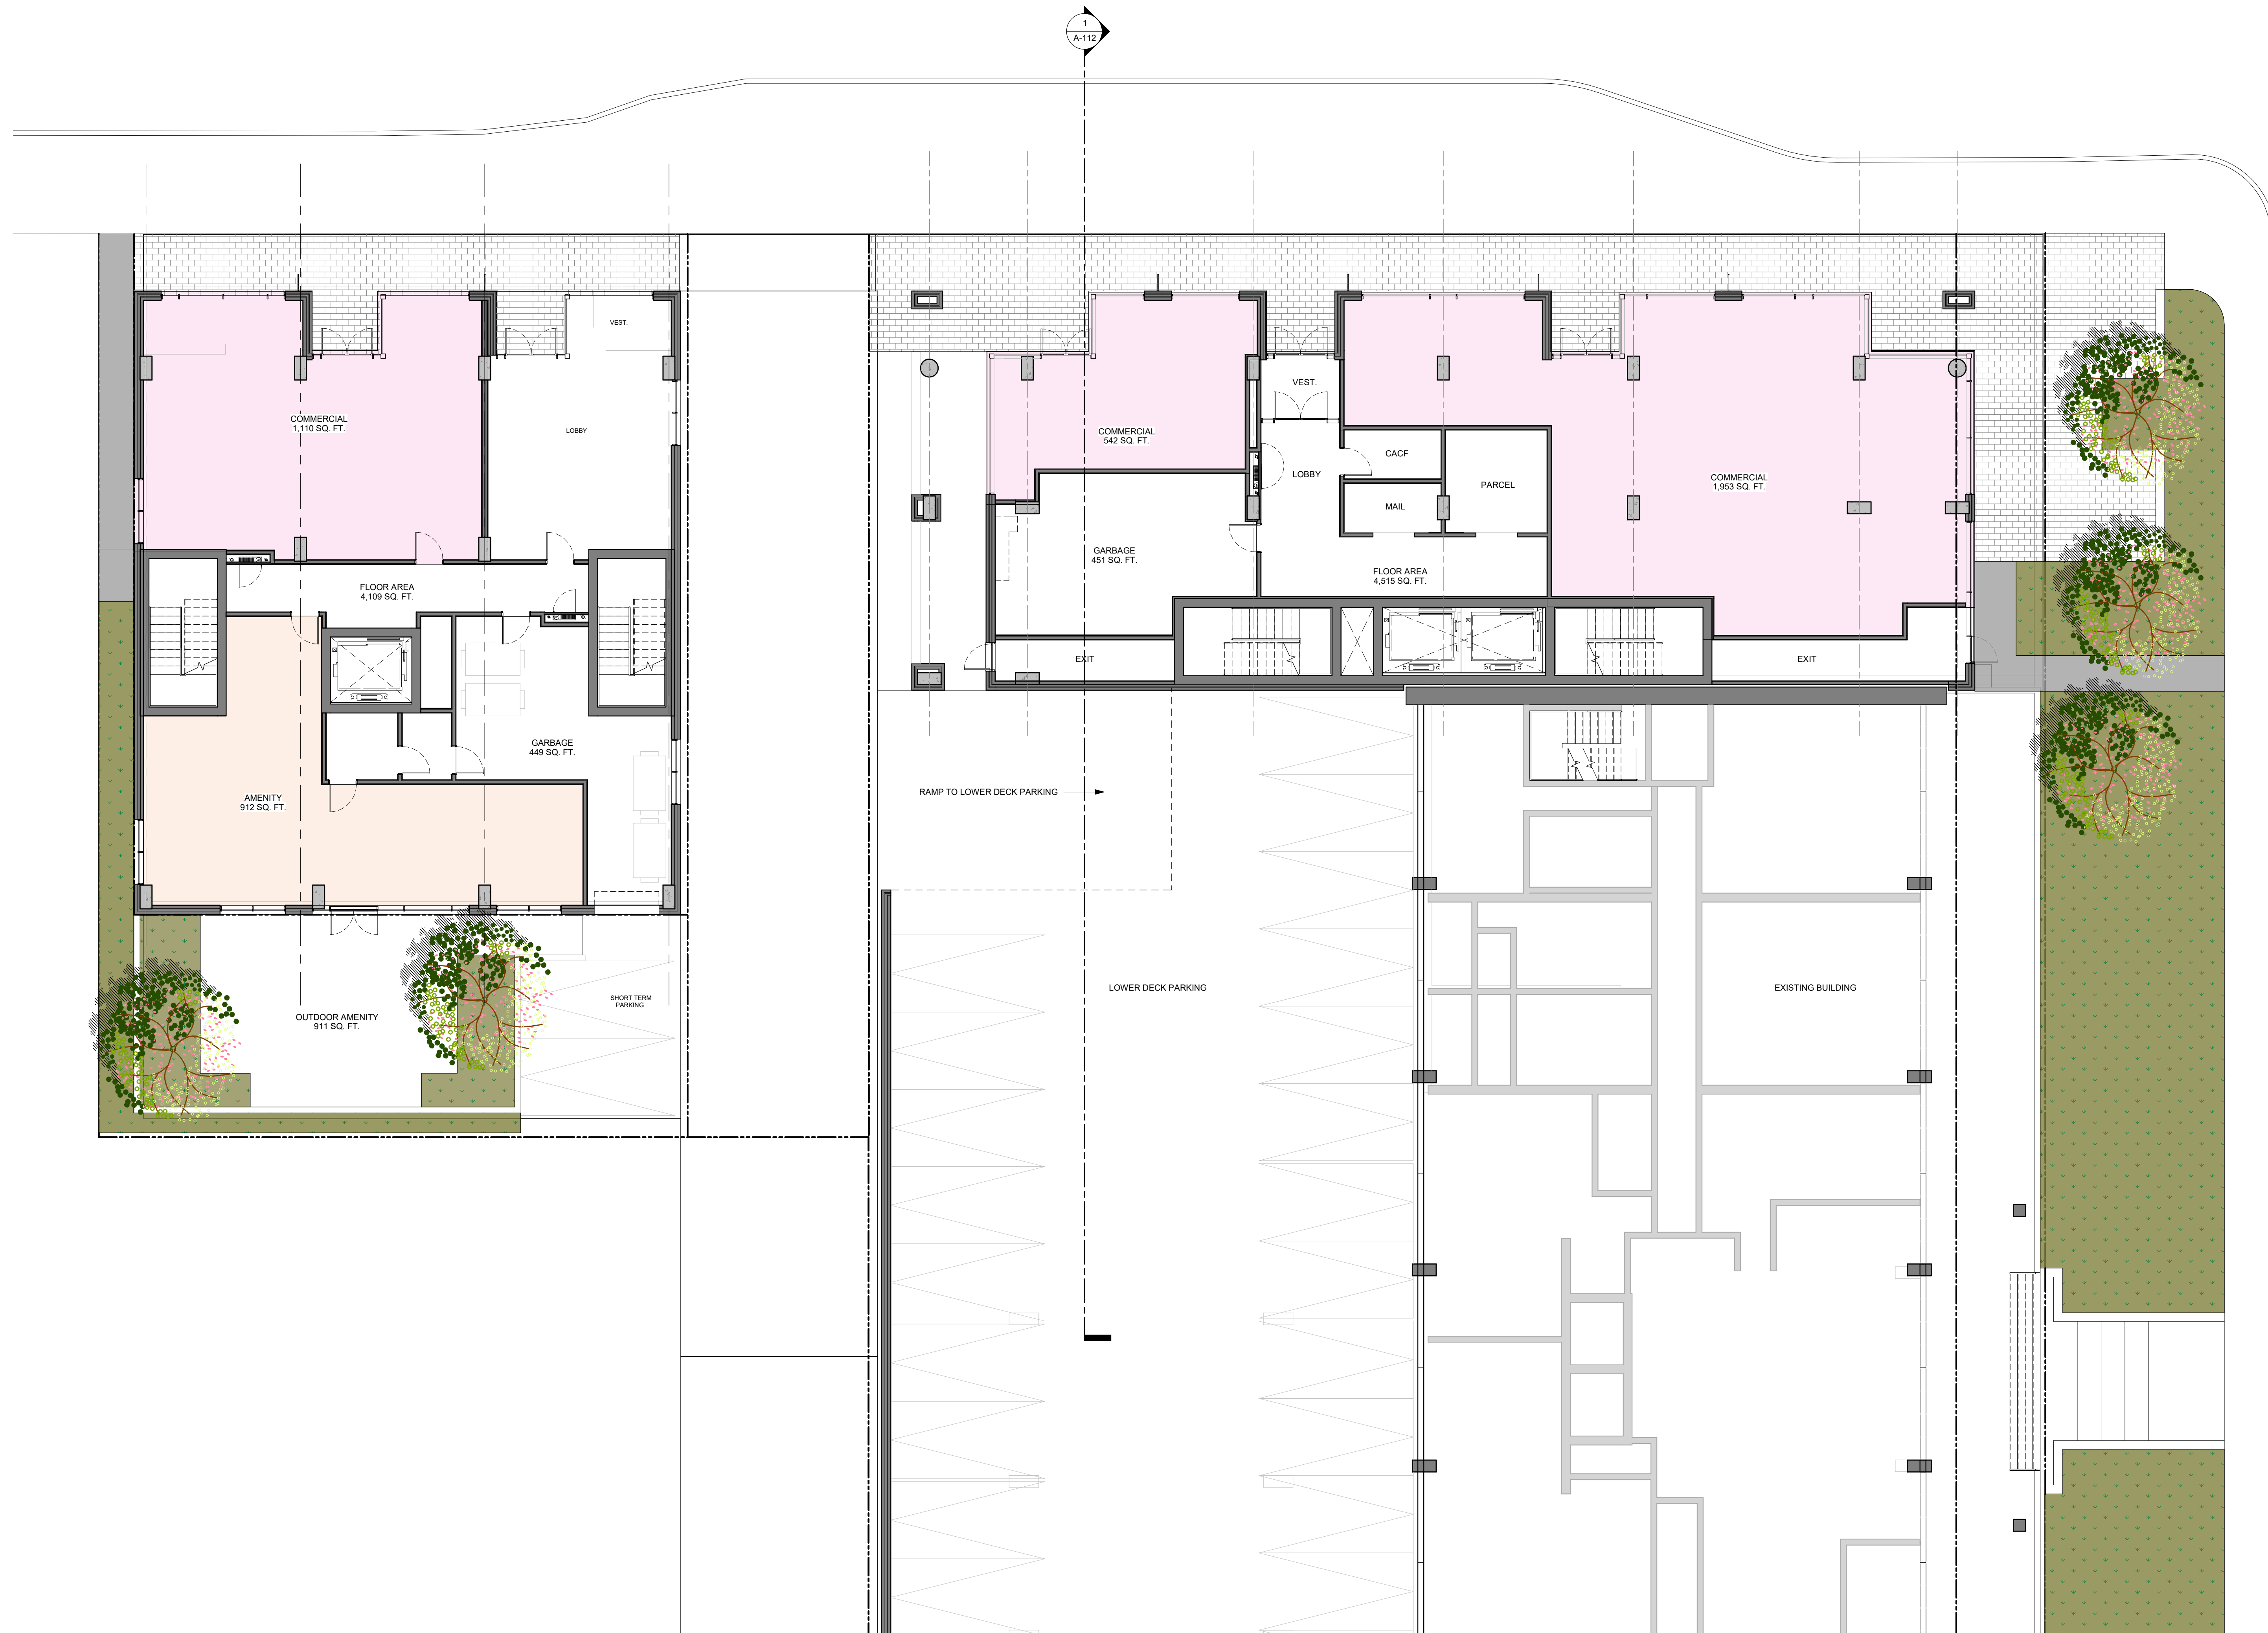 1
A-112
VEST.
COMMERCIAL
1,110 SQ. FT.
LOBBY
FLOOR AREA
4,109 SQ. FT.
GARBAGE
449 SQ. FT.
AMENITY
912 SQ. FT.
OUTDOOR AMENITY
911 SQ. FT.
SHORT TERM
PARKING
COMMERCIAL
542 SQ. FT.
VEST.
LOBBY
CACF
MAIL
PARCEL
COMMERCIAL
1,953 SQ. FT.
GARBAGE
451 SQ. FT.
FLOOR AREA
4,515 SQ. FT.
EXIT
EXIT
RAMP TO LOWER DECK PARKING
LOWER DECK PARKING
EXISTING BUILDING